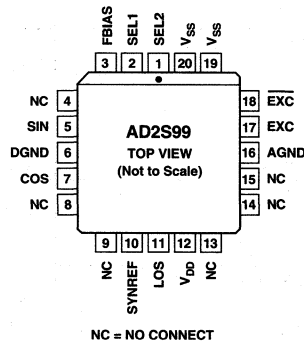 FBIAS SEL1 SEL2 VSS VSS
3 2 1 20 19
NC 4 18 EXC
SIN 5 17 EXC
DGND 6 16 AGND
COS 7 15 NC
NC 8 14 NC
AD2S99
TOP VIEW
(Not to Scale)
9 10 11 12 13
NC SYNREF LOS VDD NC
NC = NO CONNECT